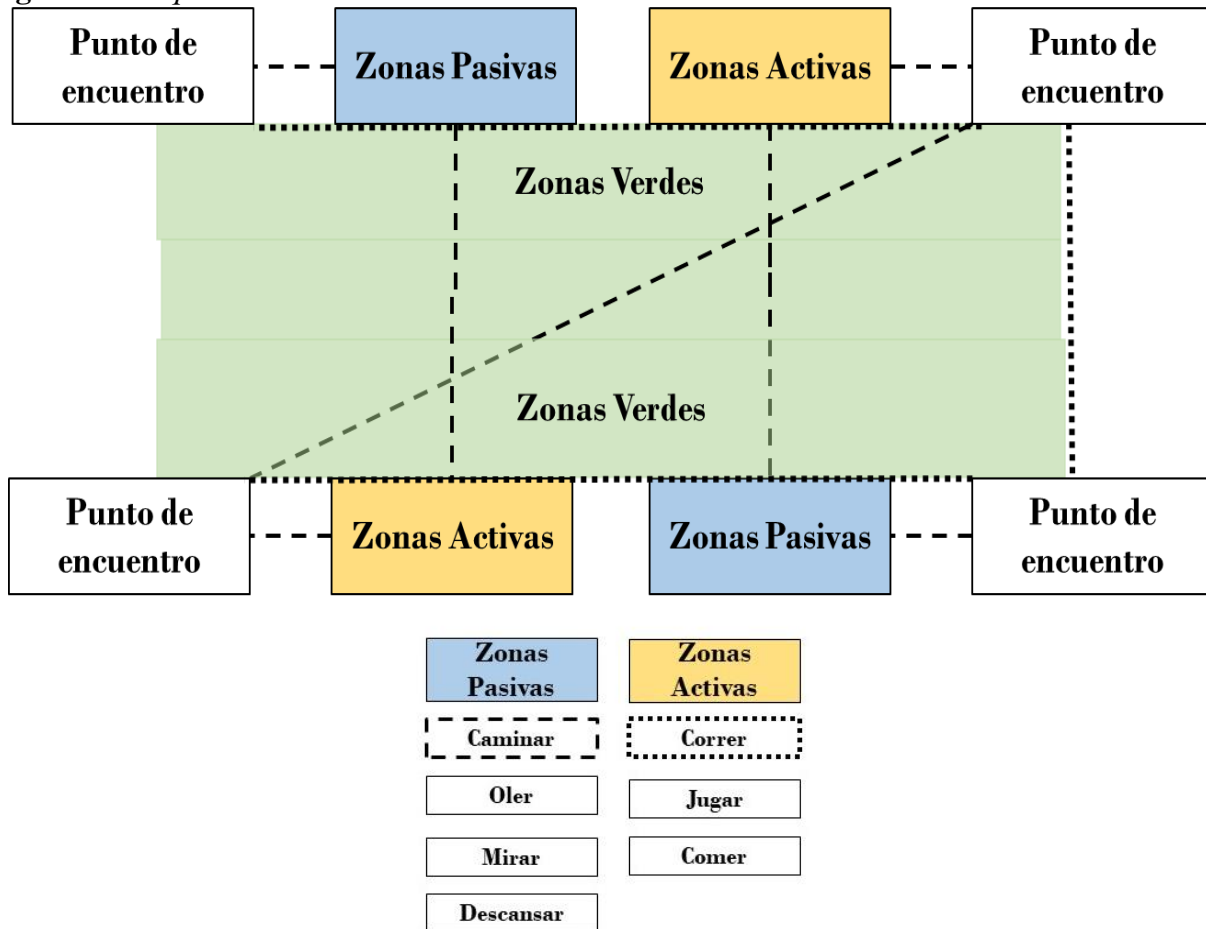 Punto de
encuentro
Zonas Pasivas
Zonas Activas
Punto de
encuentro
Zonas Verdes
Zonas Verdes
Punto de
encuentro
Zonas Activas
Zonas Pasivas
Punto de
encuentro
Zonas
Pasivas
Zonas
Activas
Caminar
Correr
Oler
Jugar
Mirar
Comer
Descansar